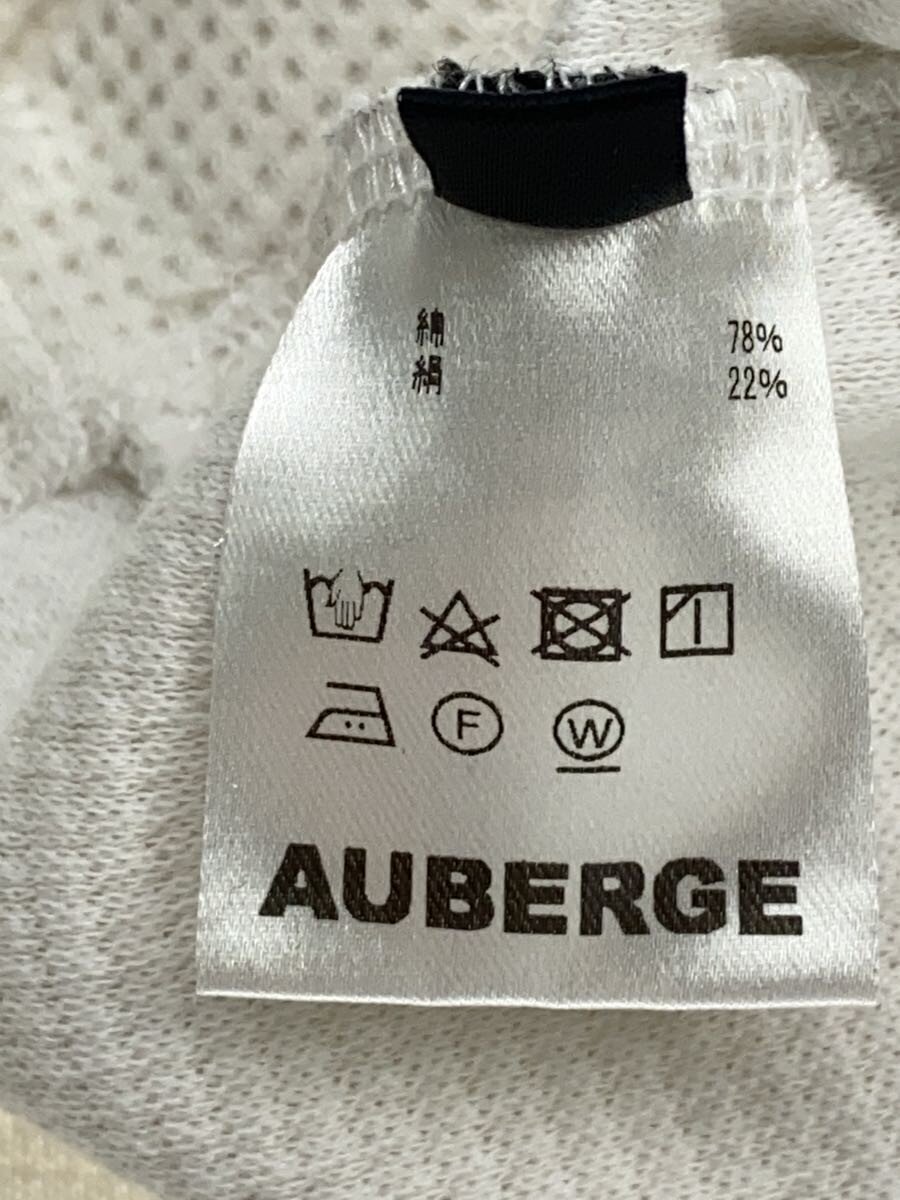 綿 78%
絹 22%
F W
AUBERGE